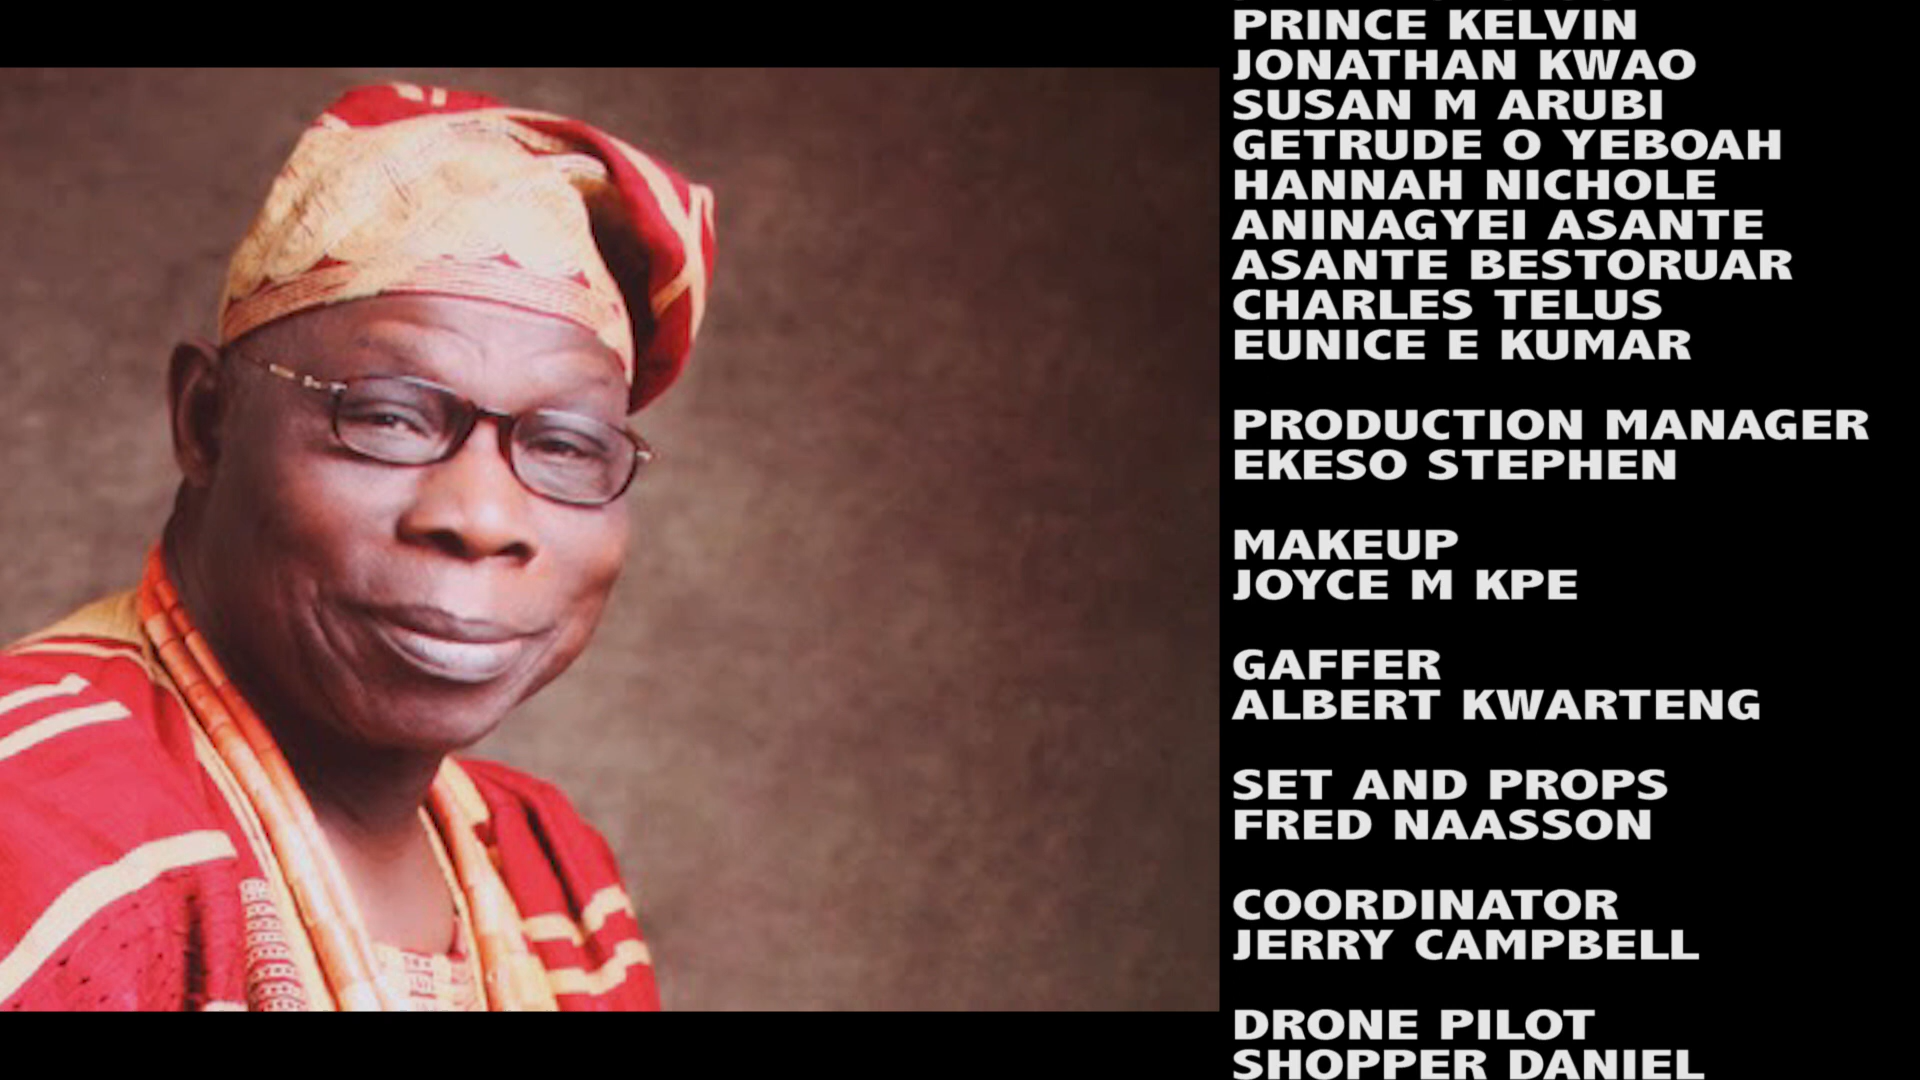 PRINCE KELVIN
JONATHAN KWAO
SUSAN M ARUBI
GETRUDE O YEBOAH
HANNAH NICHOLE
ANINAGYEI ASANTE
ASANTE BESTORUAR
CHARLES TELUS
EUNICE E KUMAR
PRODUCTION MANAGER
EKESO STEPHEN
MAKEUP
JOYCE M KPE
GAFFER
ALBERT KWARTENG
SET AND PROPS
FRED NAASSON
COORDINATOR
JERRY CAMPBELL
DRONE PILOT
SHOPPER DANIEL